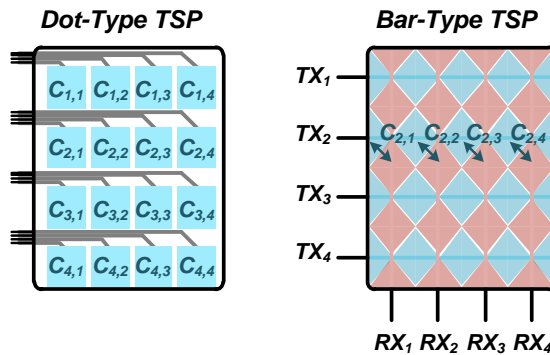 Dot-Type TSP
C1,1 C1,2 C1,3 C1,4
C2,1 C2,2 C2,3 C2,4
C3,1 C3,2 C3,3 C3,4
C4,1 C4,2 C4,3 C4,4
Bar-Type TSP
TX1
TX2
C2,1 C2,2 C2,3 C2,4
TX3
TX4
RX1 RX2 RX3 RX4